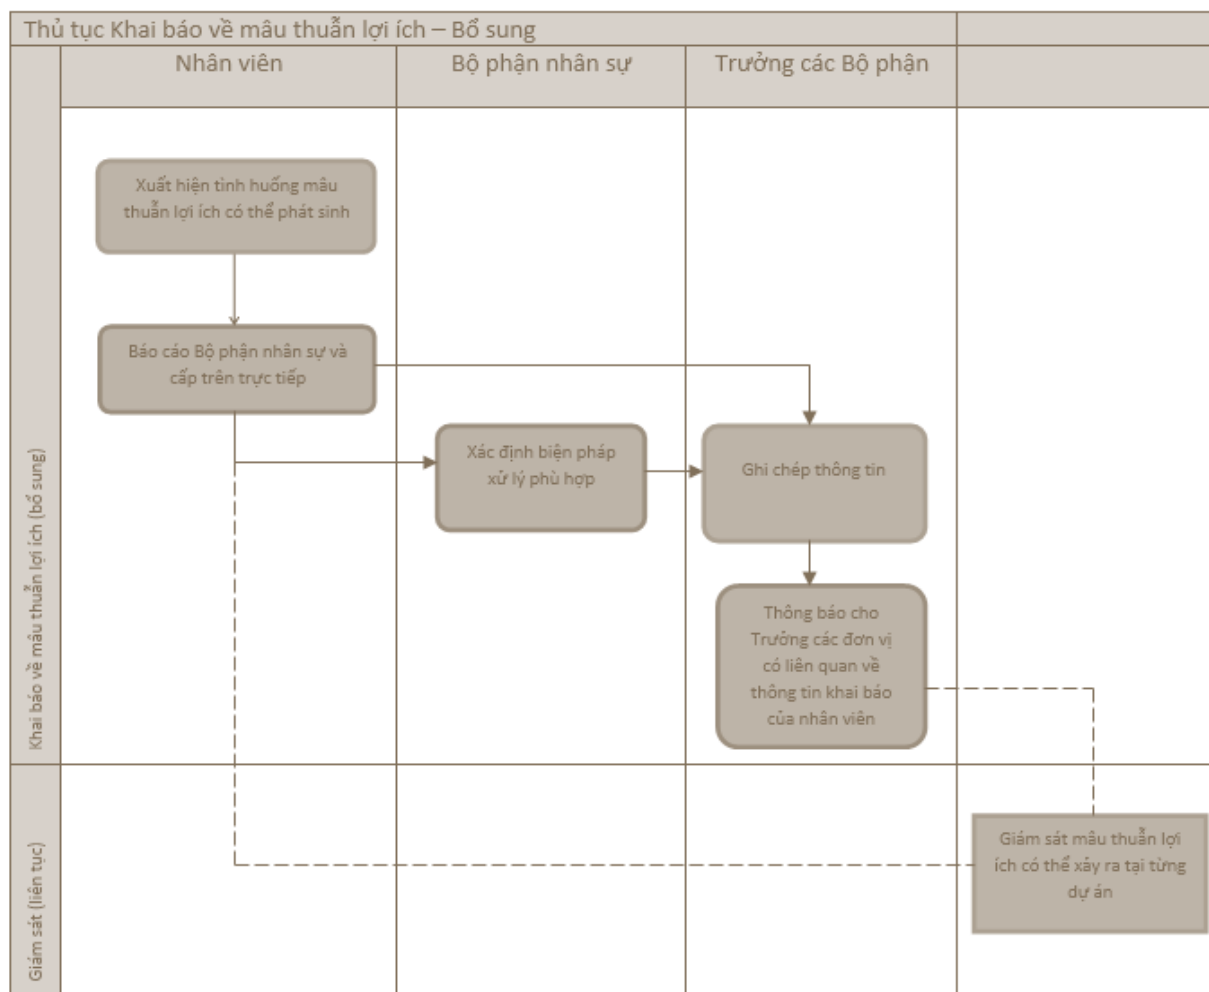 Thủ tục Khai báo về mâu thuẫn lợi ích – Bổ sung
Nhân viên
Bộ phận nhân sự
Trưởng các Bộ phận
Khai báo về mâu thuẫn lợi ích (bổ sung)
Xuất hiện tình huống mâu
thuẫn lợi ích có thể phát sinh
Báo cáo Bộ phận nhân sự và
cấp trên trực tiếp
Xác định biện pháp
xử lý phù hợp
Ghi chép thông tin
Thông báo cho
Trưởng các đơn vị
có liên quan về
thông tin khai báo
của nhân viên
Giám sát (liên tục)
Giám sát mâu thuẫn lợi
ích có thể xảy ra tại từng
dự án